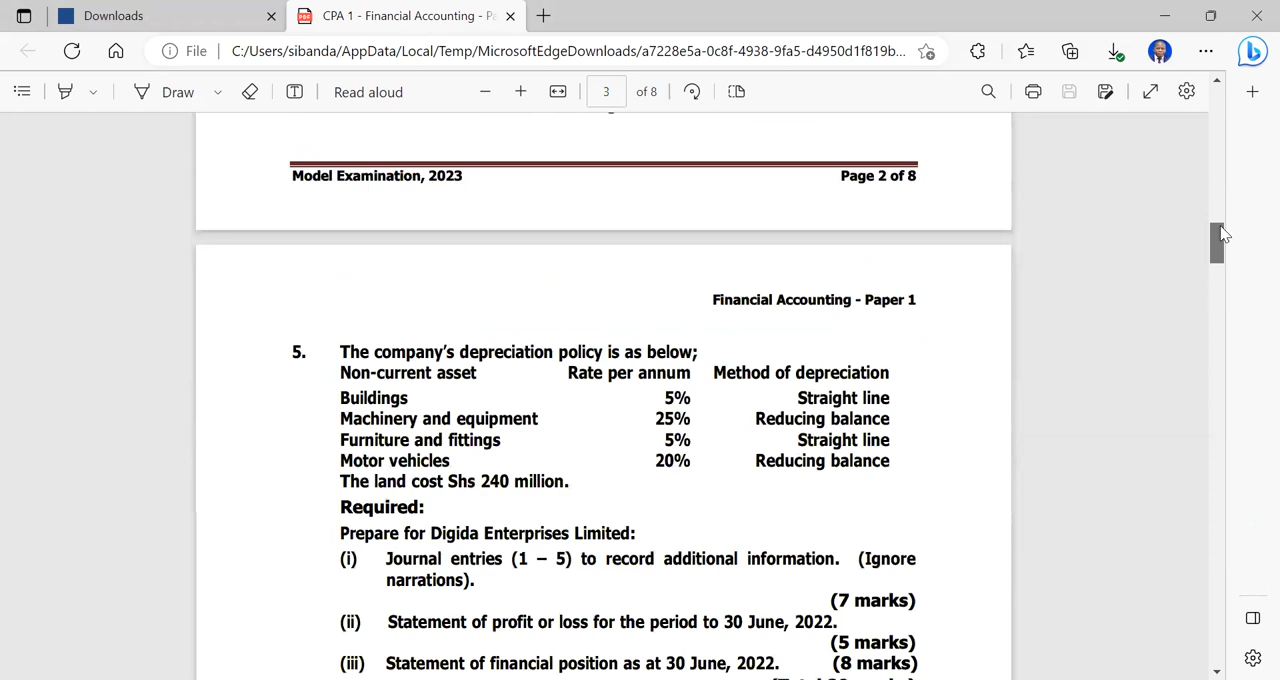 Downloads
CPA 1 - Financial Accounting - Pa
File
C:/Users/sibanda/AppData/Local/Temp/MicrosoftEdgeDownloads/a7228e5a-0c8f-4938-9fa5-d4950d1f819b...
Draw
Read aloud
3 of 8
Model Examination, 2023 Page 2 of 8
Financial Accounting - Paper 1
5. The company's depreciation policy is as below;
Non-current asset Rate per annum Method of depreciation
Buildings 5% Straight line
Machinery and equipment 25% Reducing balance
Furniture and fittings 5% Straight line
Motor vehicles 20% Reducing balance
The land cost Shs 240 million.
Required:
Prepare for Digida Enterprises Limited:
(i) Journal entries (1 – 5) to record additional information. (Ignore
narrations).
(7 marks)
(ii) Statement of profit or loss for the period to 30 June, 2022.
(5 marks)
(iii) Statement of financial position as at 30 June, 2022. (8 marks)